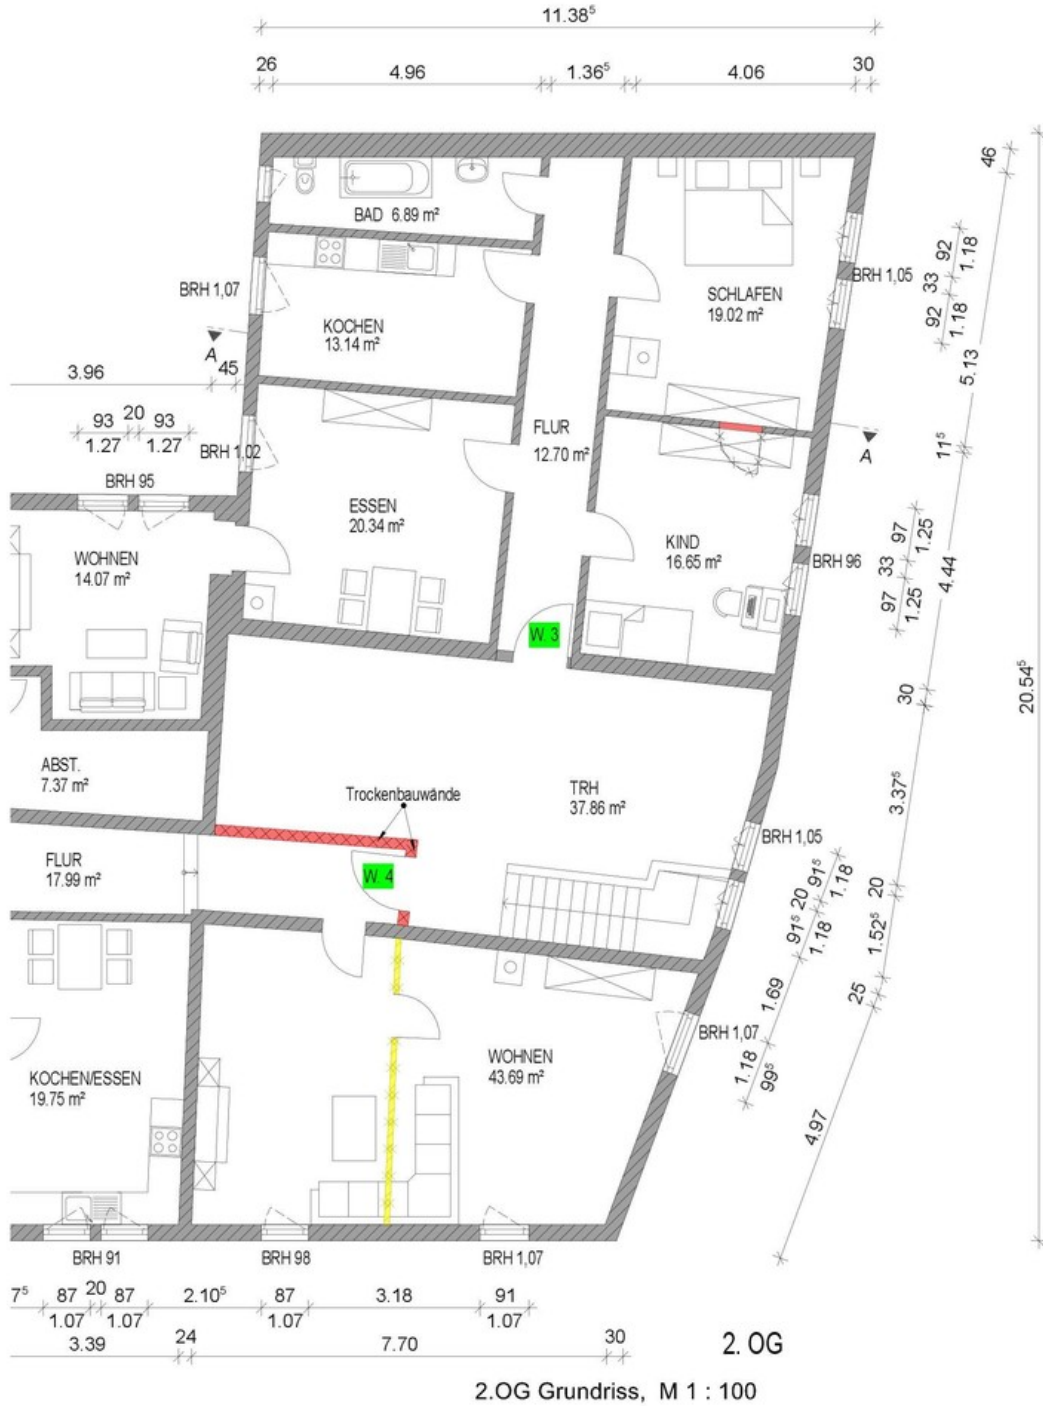 11.38⁵
26
4.96
1.36⁵
4.06
30
46
BAD 6.89 m²
92
1.18
33
92
1.18
BRH 1,07
BRH 1,05
SCHLAFEN
19.02 m²
KOCHEN
13.14 m²
A
3.96
45
5.13
93
20
93
1.27
1.27
FLUR
12.70 m²
BRH 1,02
A
11⁵
BRH 95
ESSEN
20.34 m²
97
1.25
33
97
1.25
4.44
WOHNEN
14.07 m²
KIND
16.65 m²
BRH 96
W. 3
30
20.54⁵
ABST.
7.37 m²
Trockenbauwände
TRH
37.86 m²
3.37⁵
BRH 1,05
FLUR
17.99 m²
W. 4
91⁵
1.18
20
91⁵
1.18
20
1.52⁵
25
1.69
BRH 1,07
1.18
99⁵
4.97
WOHNEN
43.69 m²
KOCHEN/ESSEN
19.75 m²
BRH 91
BRH 98
BRH 1,07
7⁵
87
20
87
2.10⁵
87
3.18
91
1.07
1.07
1.07
1.07
3.39
24
7.70
30
2. OG
2.OG Grundriss, M 1 : 100